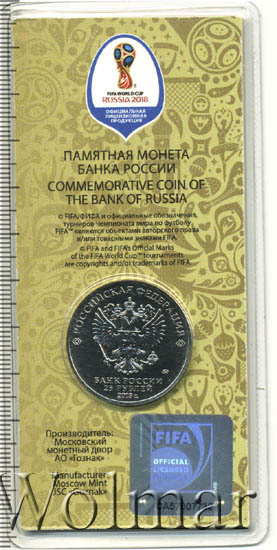 FIFA WORLD CUP
RUSSIA 2018
ОФИЦИАЛЬНАЯ
ЛИЦЕНЗИОННАЯ
ПРОДУКЦИЯ
ПАМЯТНАЯ МОНЕТА
БАНКА РОССИИ
COMMEMORATIVE COIN OF
THE BANK OF RUSSIA
© FIFA/ФИФА и официальные обозначения
турниров Чемпионата мира по футболу
FIFA™ являются объектами авторского права
и/или товарными знаками FIFA.
© FIFA and FIFA's Official Marks
of the FIFA World Cup™ tournaments
are copyrights and/or trademarks of FIFA.
РОССИЙСКАЯ ФЕДЕРАЦИЯ
БАНК РОССИИ
25 РУБЛЕЙ
2018 г.
Производитель:
Московский
монетный двор
АО «Гознак»
Manufacturer:
Moscow Mint
JSC «Goznak»
FIFA
OFFICIAL
LICENSED
Wolmar